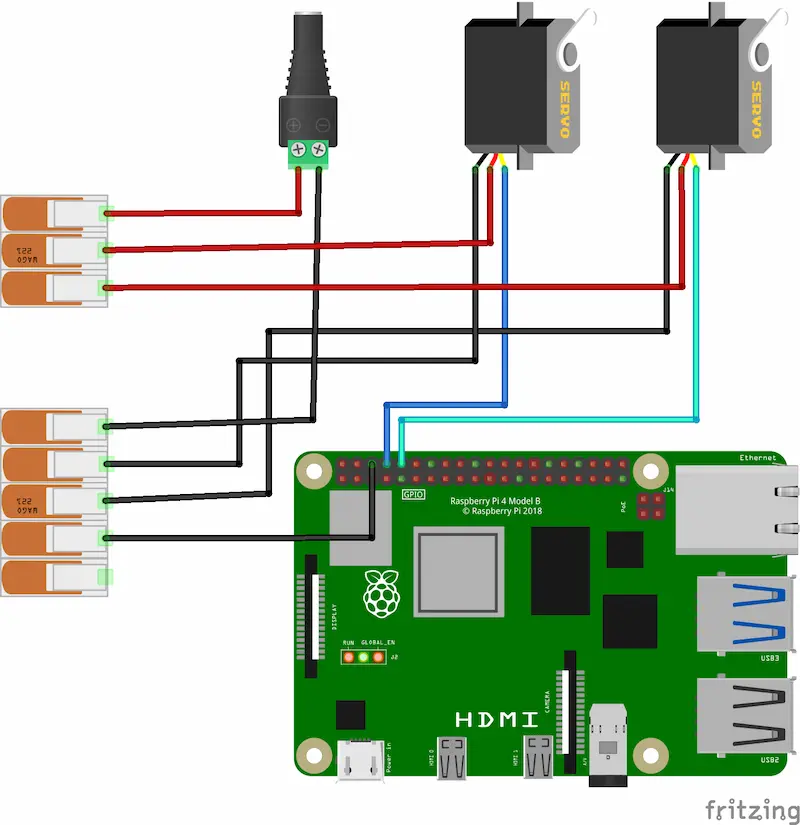 SERVO
SERVO
221
WAGO
221
WAGO
Ethernet
GPIO
Raspberry Pi 4 Model B
© Raspberry Pi 2018
PoE
J14
DISPLAY
RUN
GLOBAL_EN
J2
USB3
CAMERA
HDMI
Power in
HDMI 0
HDMI 1
A/V
USB2
fritzing